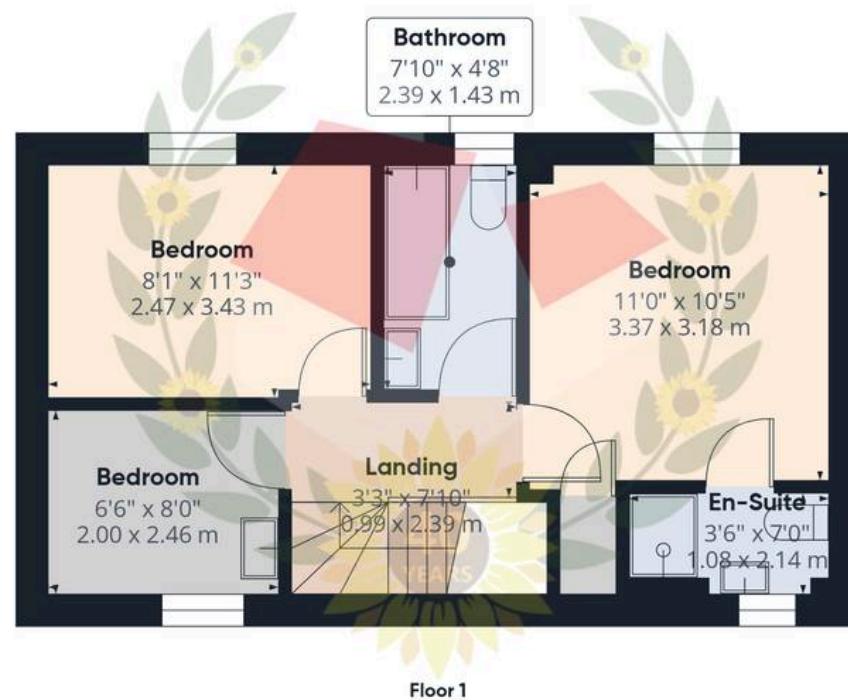 Bathroom
7'10" x 4'8"
2.39 x 1.43 m
Bedroom
8'1" x 11'3"
2.47 x 3.43 m
Bedroom
11'0" x 10'5"
3.37 x 3.18 m
Bedroom
6'6" x 8'0"
2.00 x 2.46 m
Landing
3'3" x 7'10"
0.99 x 2.39 m
En-Suite
3'6" x 7'0"
1.08 x 2.14 m
YEARS
Floor 1